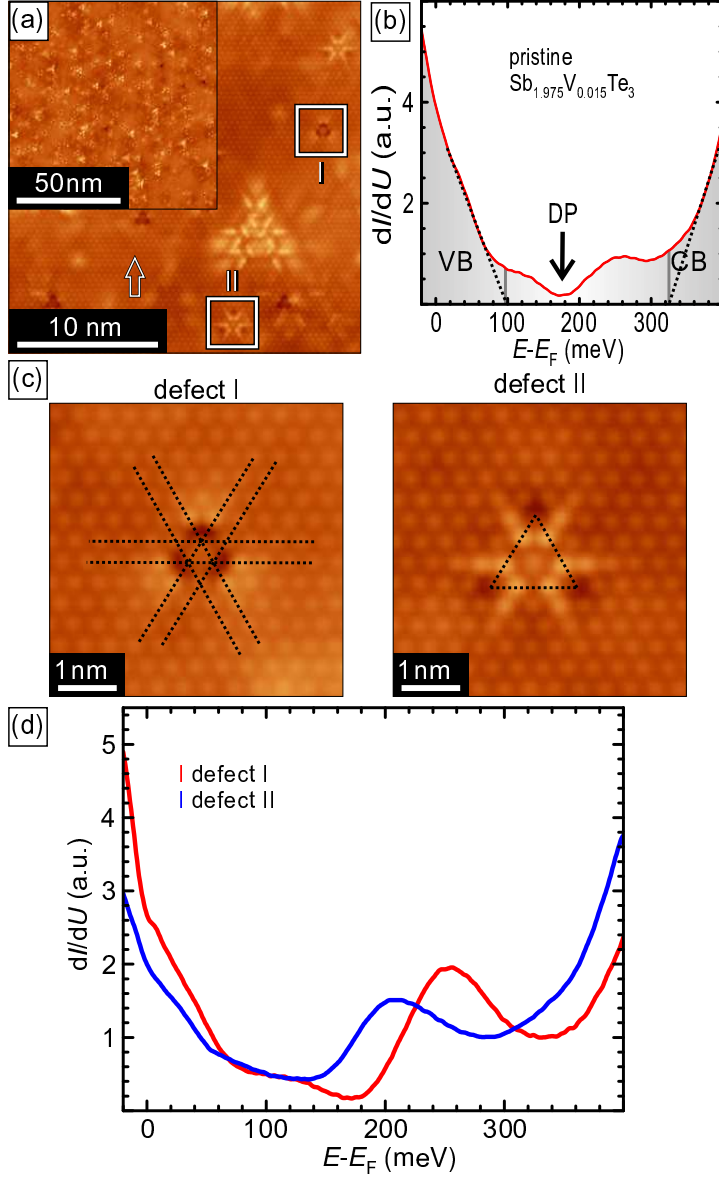 (a)
50nm
10 nm
I
II
(b)
pristine
Sb1.975V0.015Te3
DP
VB
CB
dI/dU (a.u.)
4
2
0
100
200
300
E-EF (meV)
(c)
defect I
defect II
1nm
1nm
(d)
defect I
defect II
dI/dU (a.u.)
5
4
3
2
1
0
100
200
300
E-EF (meV)